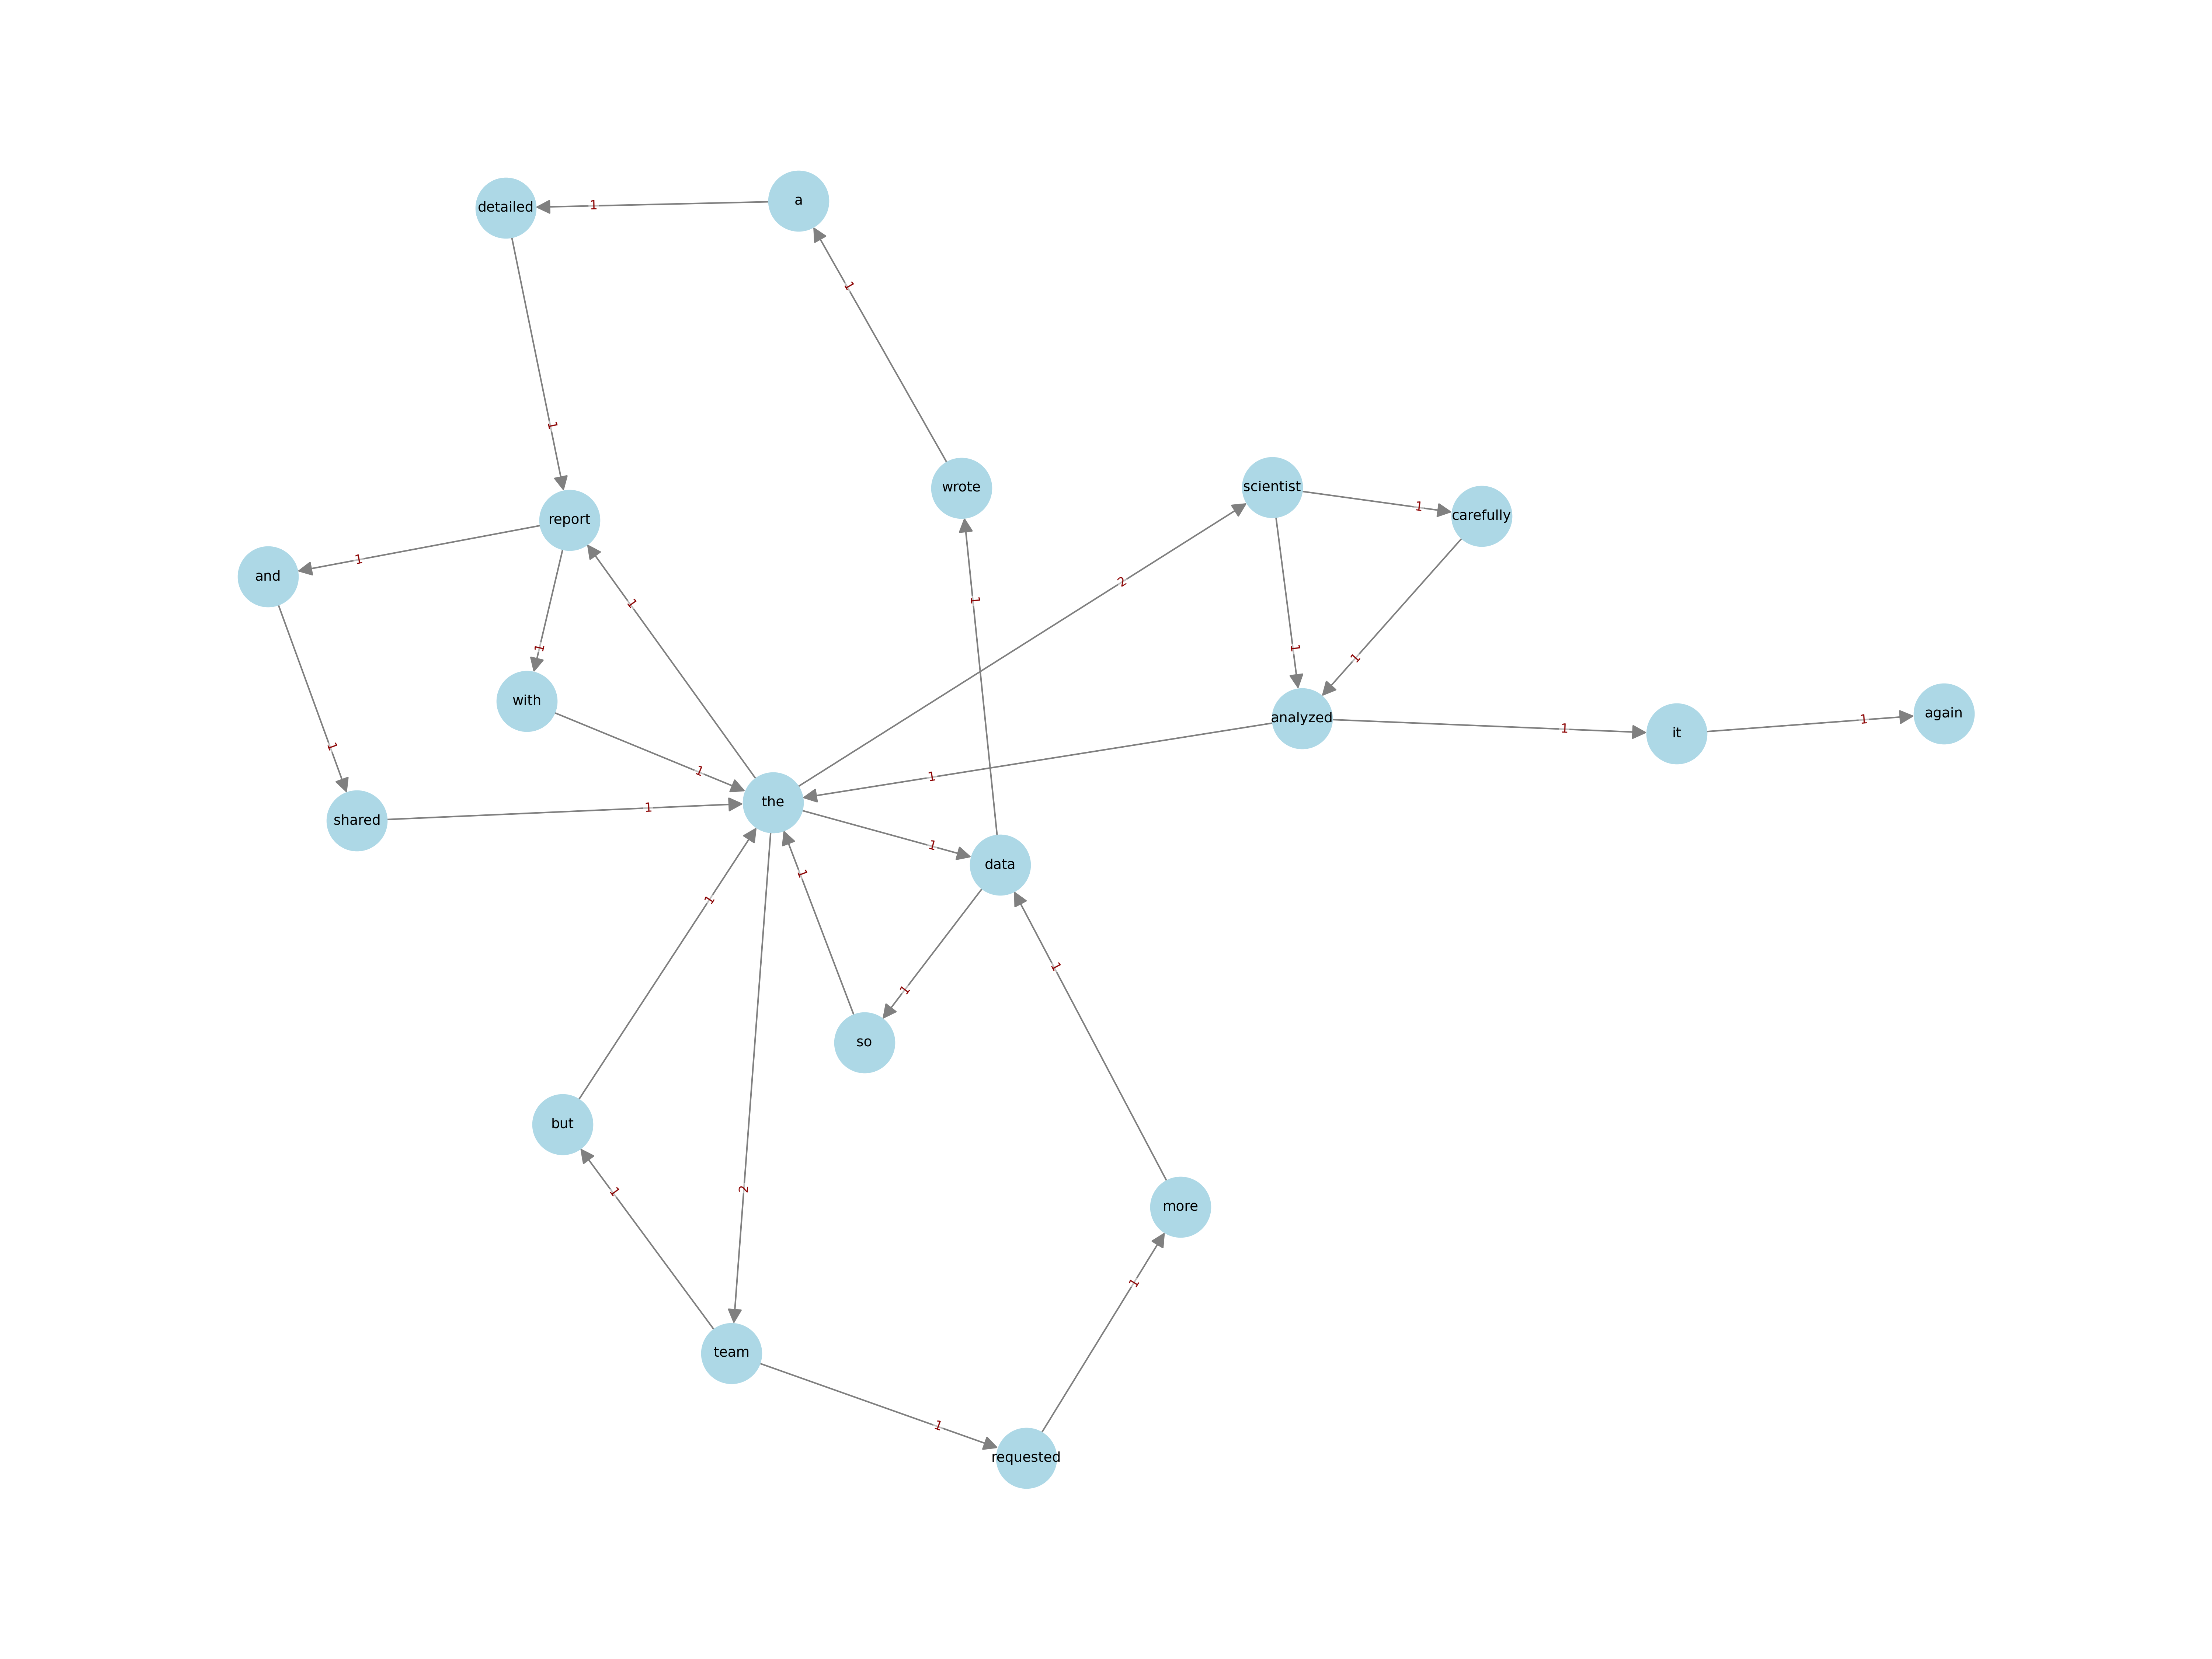 a
detailed
1
1
1
wrote
scientist
carefully
1
report
1
1
and
2
1
1
1
1
1
with
analyzed
again
1
1
it
1
1
1
the
1
shared
data
1
1
1
1
1
so
but
2
1
more
1
team
1
requested